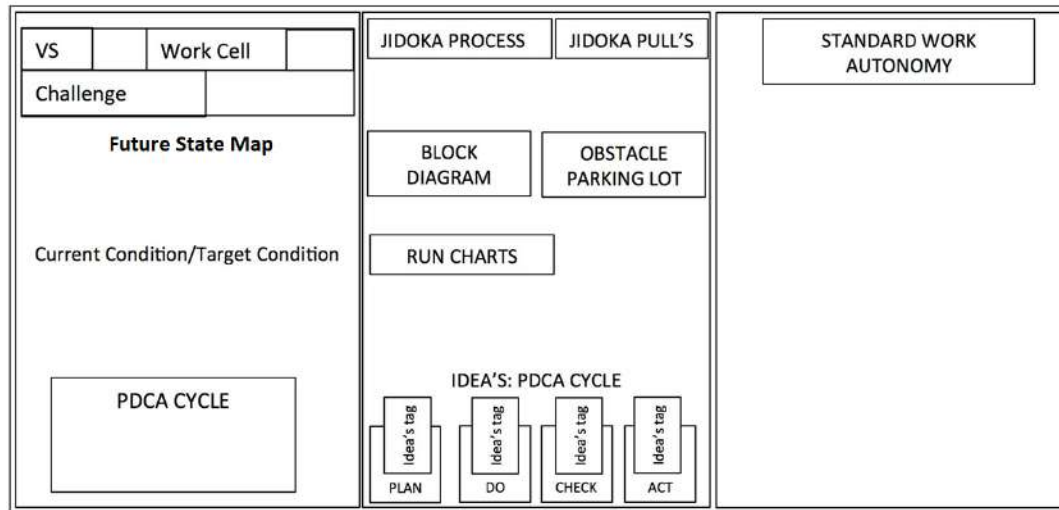 VS
Work Cell
Challenge
Future State Map
Current Condition/Target Condition
PDCA CYCLE
JIDOKA PROCESS
JIDOKA PULL'S
BLOCK
DIAGRAM
OBSTACLE
PARKING LOT
RUN CHARTS
IDEA'S: PDCA CYCLE
Idea's tag
PLAN
Idea's tag
DO
Idea's tag
CHECK
Idea's tag
ACT
STANDARD WORK
AUTONOMY